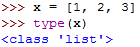 >>> x = [1, 2, 3]
>>> type(x)
<class 'list'>